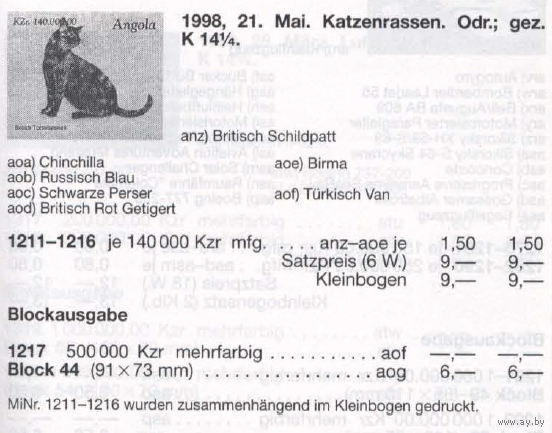 KZr. 140.000.00 Angola
1998, 21. Mai. Katzenrassen. Odr.; gez.
K 14¼.
anz) Britisch Schildpatt
aoa) Chinchilla
aoe) Birma
aob) Russisch Blau
aoc) Schwarze Perser
aof) Türkisch Van
aod) Britisch Rot Getigert
1211–1216 je 140 000 Kzr mfg. . . . anz–aoe je 1,50 1,50
Satzpreis (6 W.) 9,— 9,—
Kleinbogen 9,— 9,—
Blockausgabe
1217 500 000 Kzr mehrfarbig . . . . . . . . . . . aof —,— —,—
Block 44 (91 × 73 mm) . . . . . . . . . . . . . . . . aog 6,— 6,—
MiNr. 1211–1216 wurden zusammenhängend im Kleinbogen gedruckt.
www.ay.by